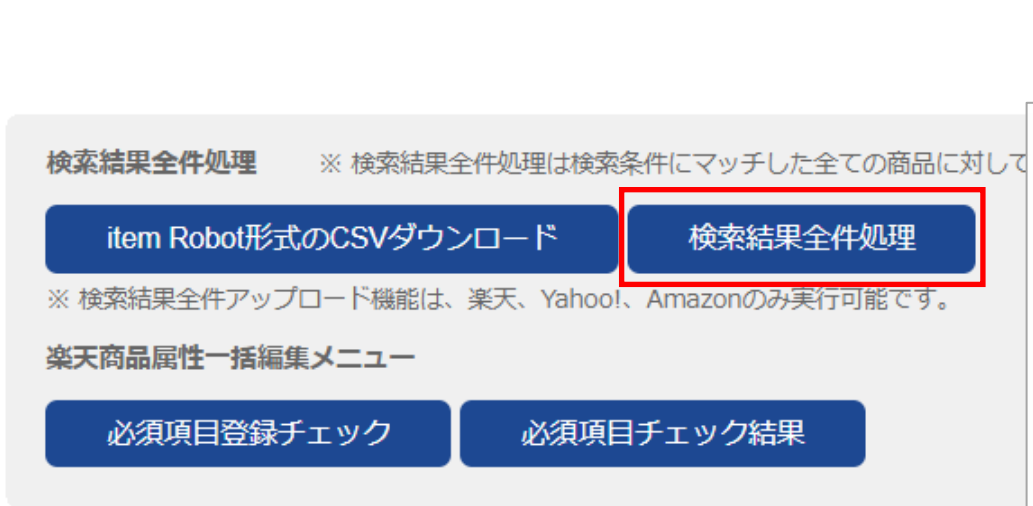 検索結果全件処理 ※ 検索結果全件処理は検索条件にマッチした全ての商品に対して
item Robot形式のCSVダウンロード 検索結果全件処理
※ 検索結果全件アップロード機能は、楽天、Yahoo!、Amazonのみ実行可能です。
楽天商品属性一括編集メニュー
必須項目登録チェック 必須項目チェック結果